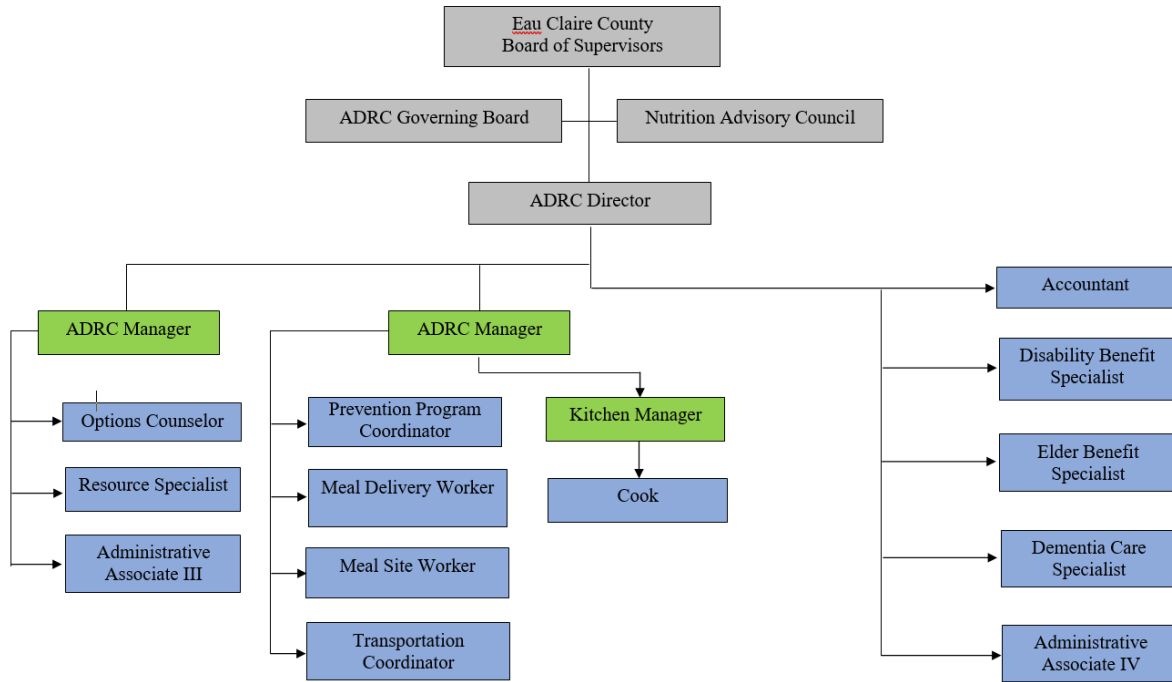 Eau Claire County
Board of Supervisors
ADRC Governing Board
Nutrition Advisory Council
ADRC Director
ADRC Manager
Options Counselor
Resource Specialist
Administrative
Associate III
ADRC Manager
Prevention Program
Coordinator
Meal Delivery Worker
Meal Site Worker
Transportation
Coordinator
Kitchen Manager
Cook
Accountant
Disability Benefit
Specialist
Elder Benefit
Specialist
Dementia Care
Specialist
Administrative
Associate IV